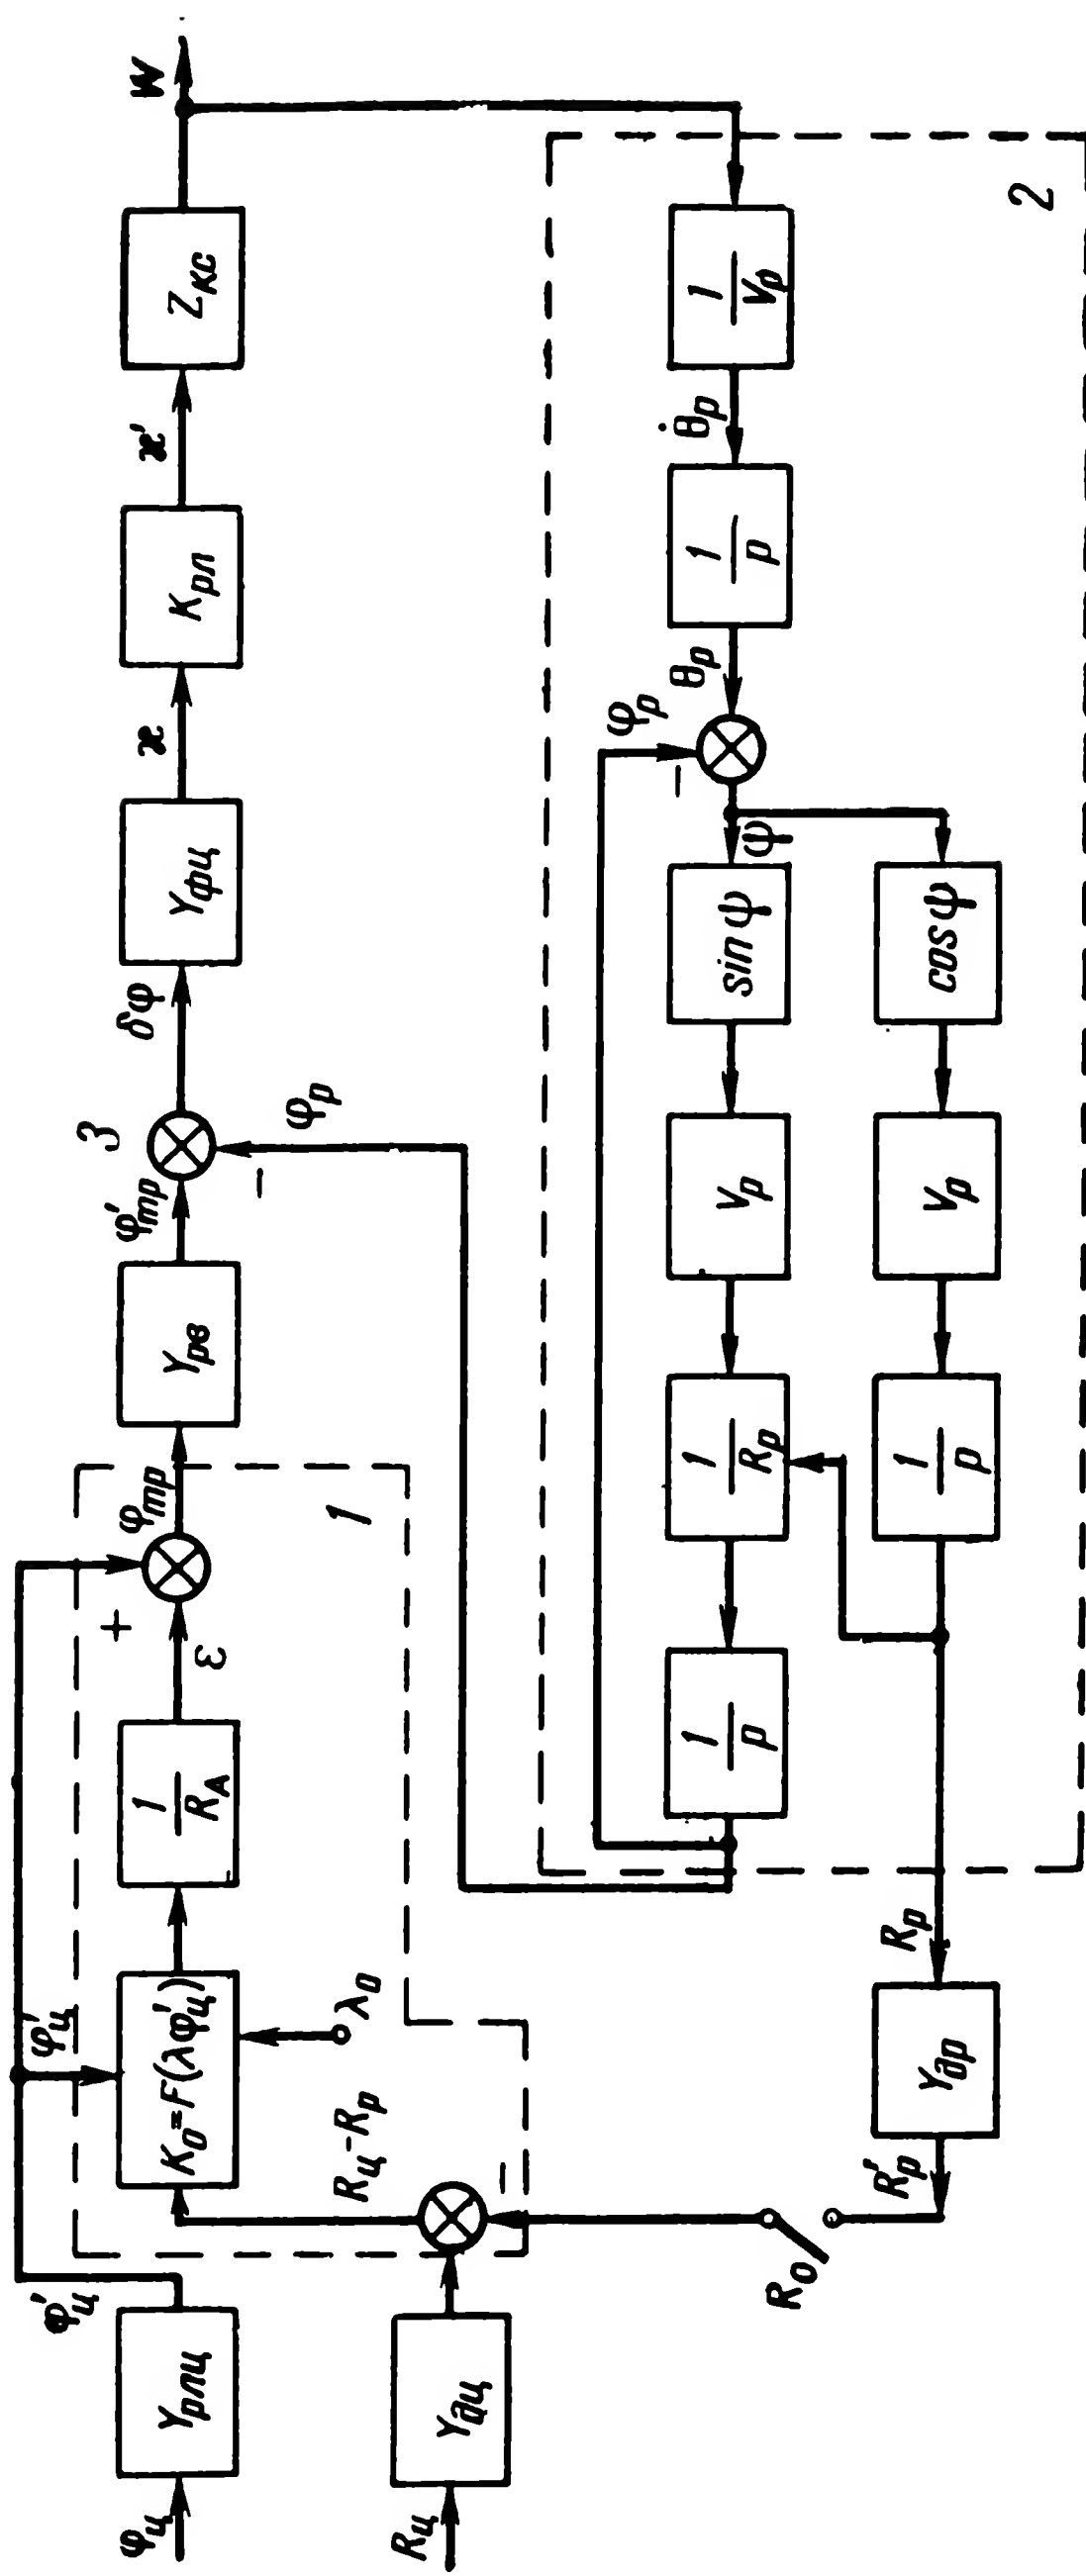 φ_ц
Y_рлц
φ'_ц
φ'_ц
K_0=F(λφ'_ц)
λ_0
1/R_A
ε
+
φ_тр
1
Y_рв
φ'_тр
3
−
φ_р
δφ
Y_фц
ϰ
K_рл
ϰ'
Z_КС
W
R_ц
Y_дц
R_ц-R_р
−
R_0
R'_р
Y_др
R_р
1/р
1/R_р
V_р
sin ψ
ψ
φ_р
−
θ_р
1/р
θ̇_р
1/V_р
1/р
V_р
cos ψ
2